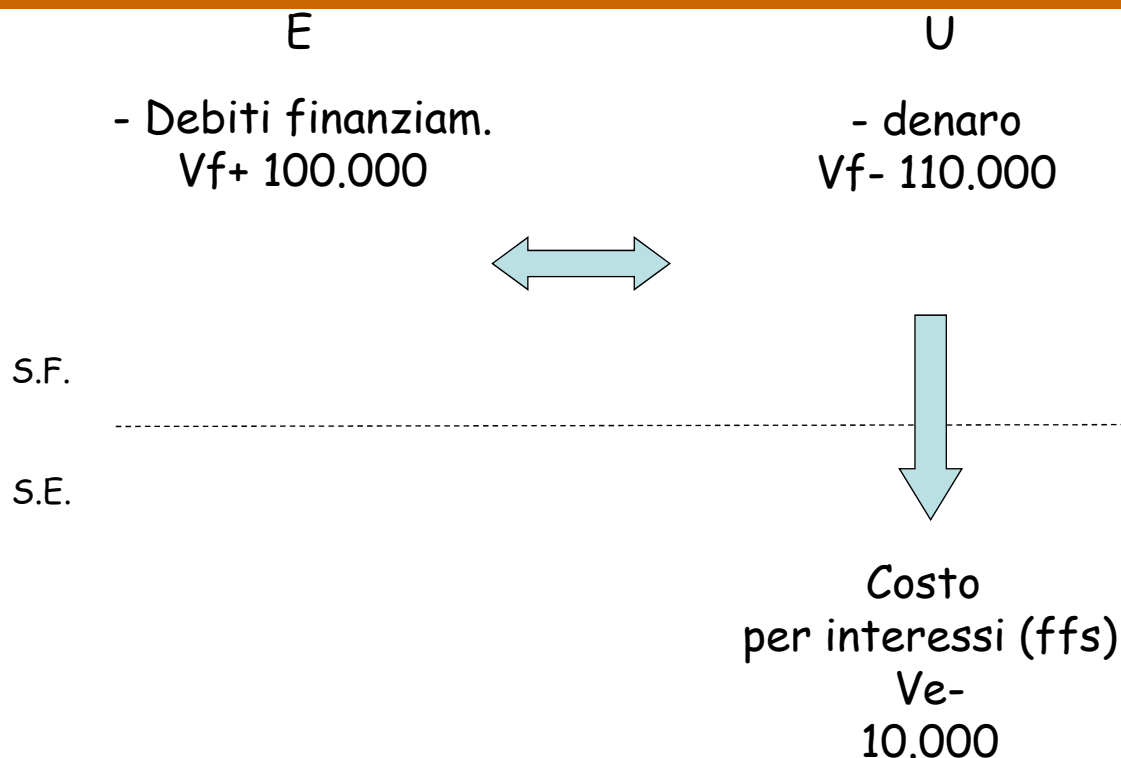 E
U
- Debiti finanziam.
Vf+ 100.000
- denaro
Vf- 110.000
S.F.
S.E.
Costo
per interessi (ffs)
Ve-
10.000